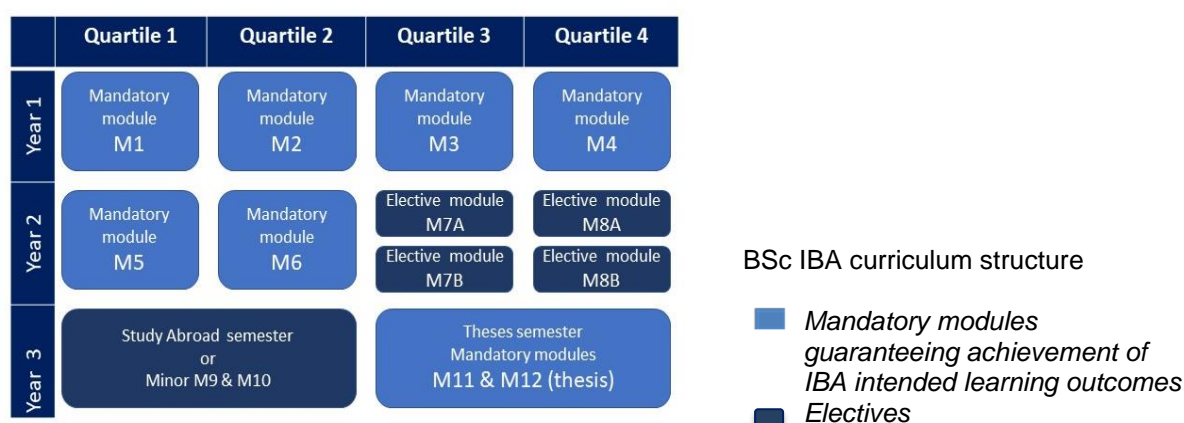 Quartile 1
Quartile 2
Quartile 3
Quartile 4
Year 1
Mandatory
module
M1
Mandatory
module
M2
Mandatory
module
M3
Mandatory
module
M4
Year 2
Mandatory
module
M5
Mandatory
module
M6
Elective module
M7A
Elective module
M7B
Elective module
M8A
Elective module
M8B
Year 3
Study Abroad semester
or
Minor M9 & M10
Theses semester
Mandatory modules
M11 & M12 (thesis)
BSc IBA curriculum structure
Mandatory modules
guaranteeing achievement of
IBA intended learning outcomes
Electives